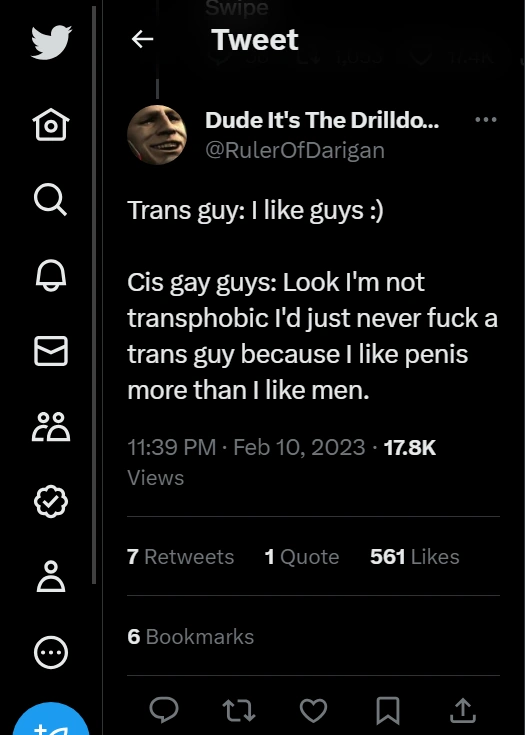 Swipe
Tweet
Dude It's The Drilldo...
@RulerOfDarigan
Trans guy: I like guys :)
Cis gay guys: Look I'm not
transphobic I'd just never fuck a
trans guy because I like penis
more than I like men.
11:39 PM · Feb 10, 2023 · 17.8K
Views
7 Retweets 1 Quote 561 Likes
6 Bookmarks